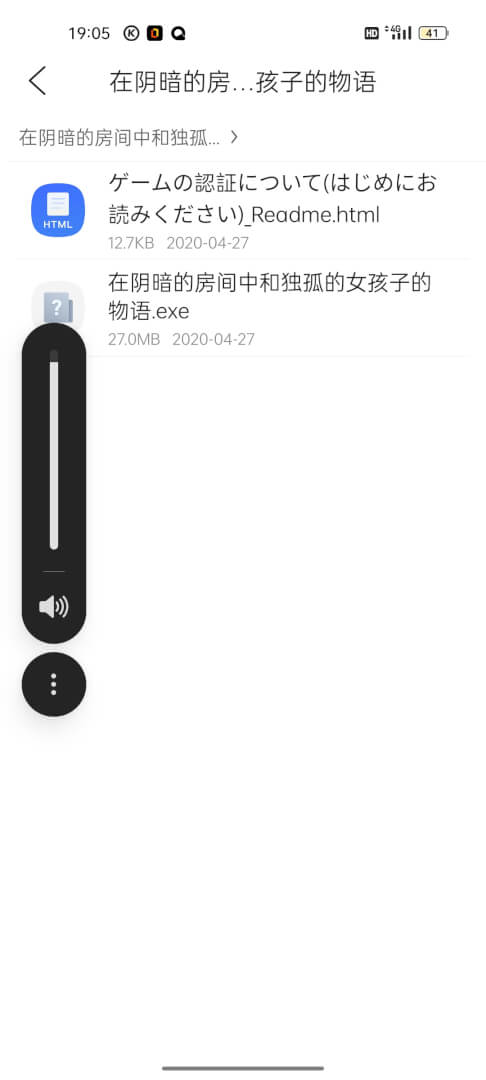 19:05 K O HD 4G 41
在阴暗的房…孩子的物语
在阴暗的房间中和独孤...
ゲームの認証について(はじめにお
読みください)_Readme.html
HTML
12.7KB 2020-04-27
在阴暗的房间中和独孤的女孩子的
物语.exe
?
27.0MB 2020-04-27